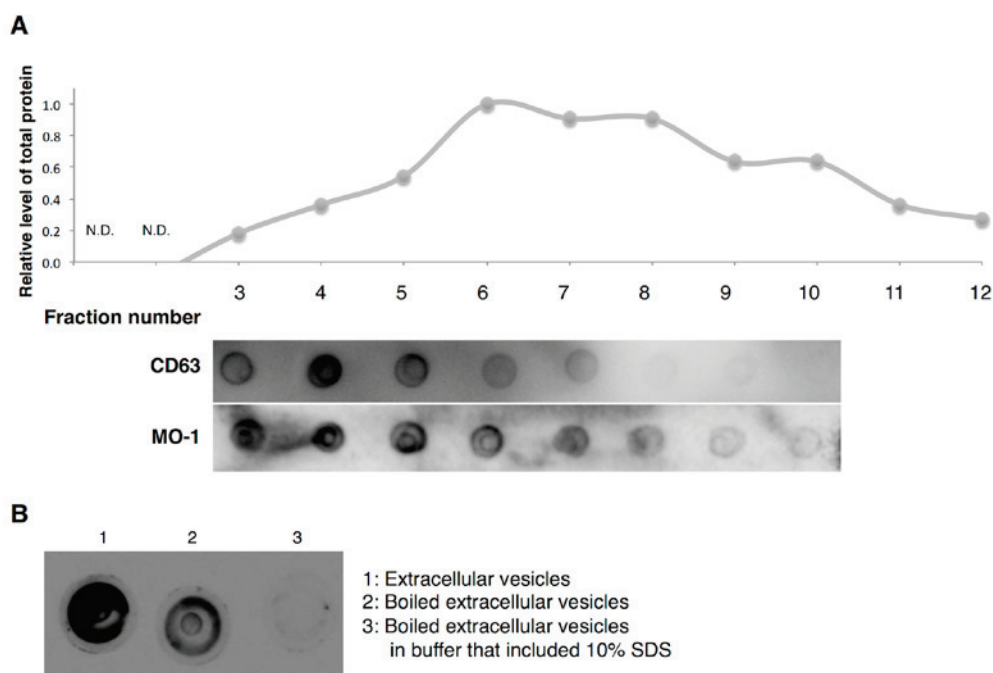 A
Relative level of total protein
1.0
0.8
0.6
0.4
0.2
0.0
N.D. N.D.
3 4 5 6 7 8 9 10 11 12
Fraction number
CD63
MO-1
B
1 2 3
1: Extracellular vesicles
2: Boiled extracellular vesicles
3: Boiled extracellular vesicles
in buffer that included 10% SDS